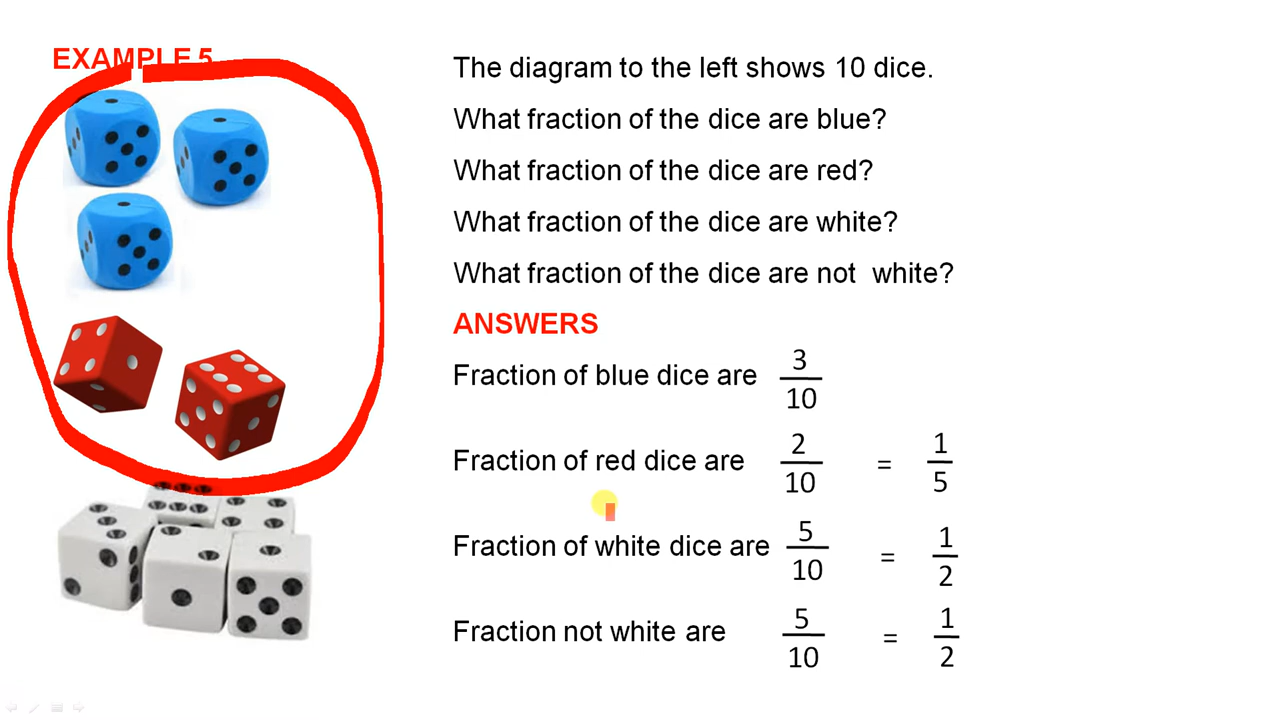 EXAMPLE 5
The diagram to the left shows 10 dice.
What fraction of the dice are blue?
What fraction of the dice are red?
What fraction of the dice are white?
What fraction of the dice are not  white?
ANSWERS
Fraction of blue dice are 3/10
Fraction of red dice are 2/10 = 1/5
Fraction of white dice are 5/10 = 1/2
Fraction not white are 5/10 = 1/2